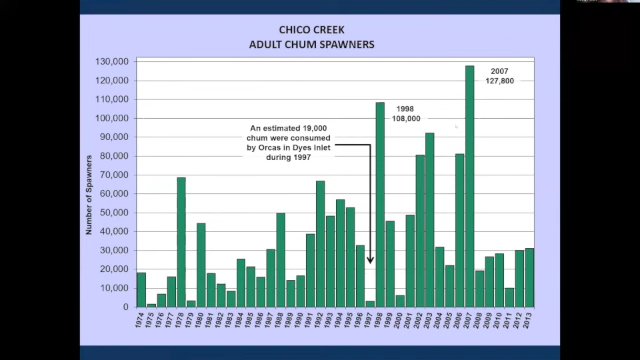 CHICO CREEK
ADULT CHUM SPAWNERS
130,000
120,000
110,000
100,000
90,000
80,000
70,000
60,000
50,000
40,000
30,000
20,000
10,000
0
Number of Spawners
An estimated 19,000
chum were consumed
by Orcas in Dyes Inlet
during 1997
1998
108,000
2007
127,800
1974 1975 1976 1977 1978 1979 1980 1981 1982 1983 1984 1985 1986 1987 1988 1989 1990 1991 1992 1993 1994 1995 1996 1997 1998 1999 2000 2001 2002 2003 2004 2005 2006 2007 2008 2009 2010 2011 2012 2013